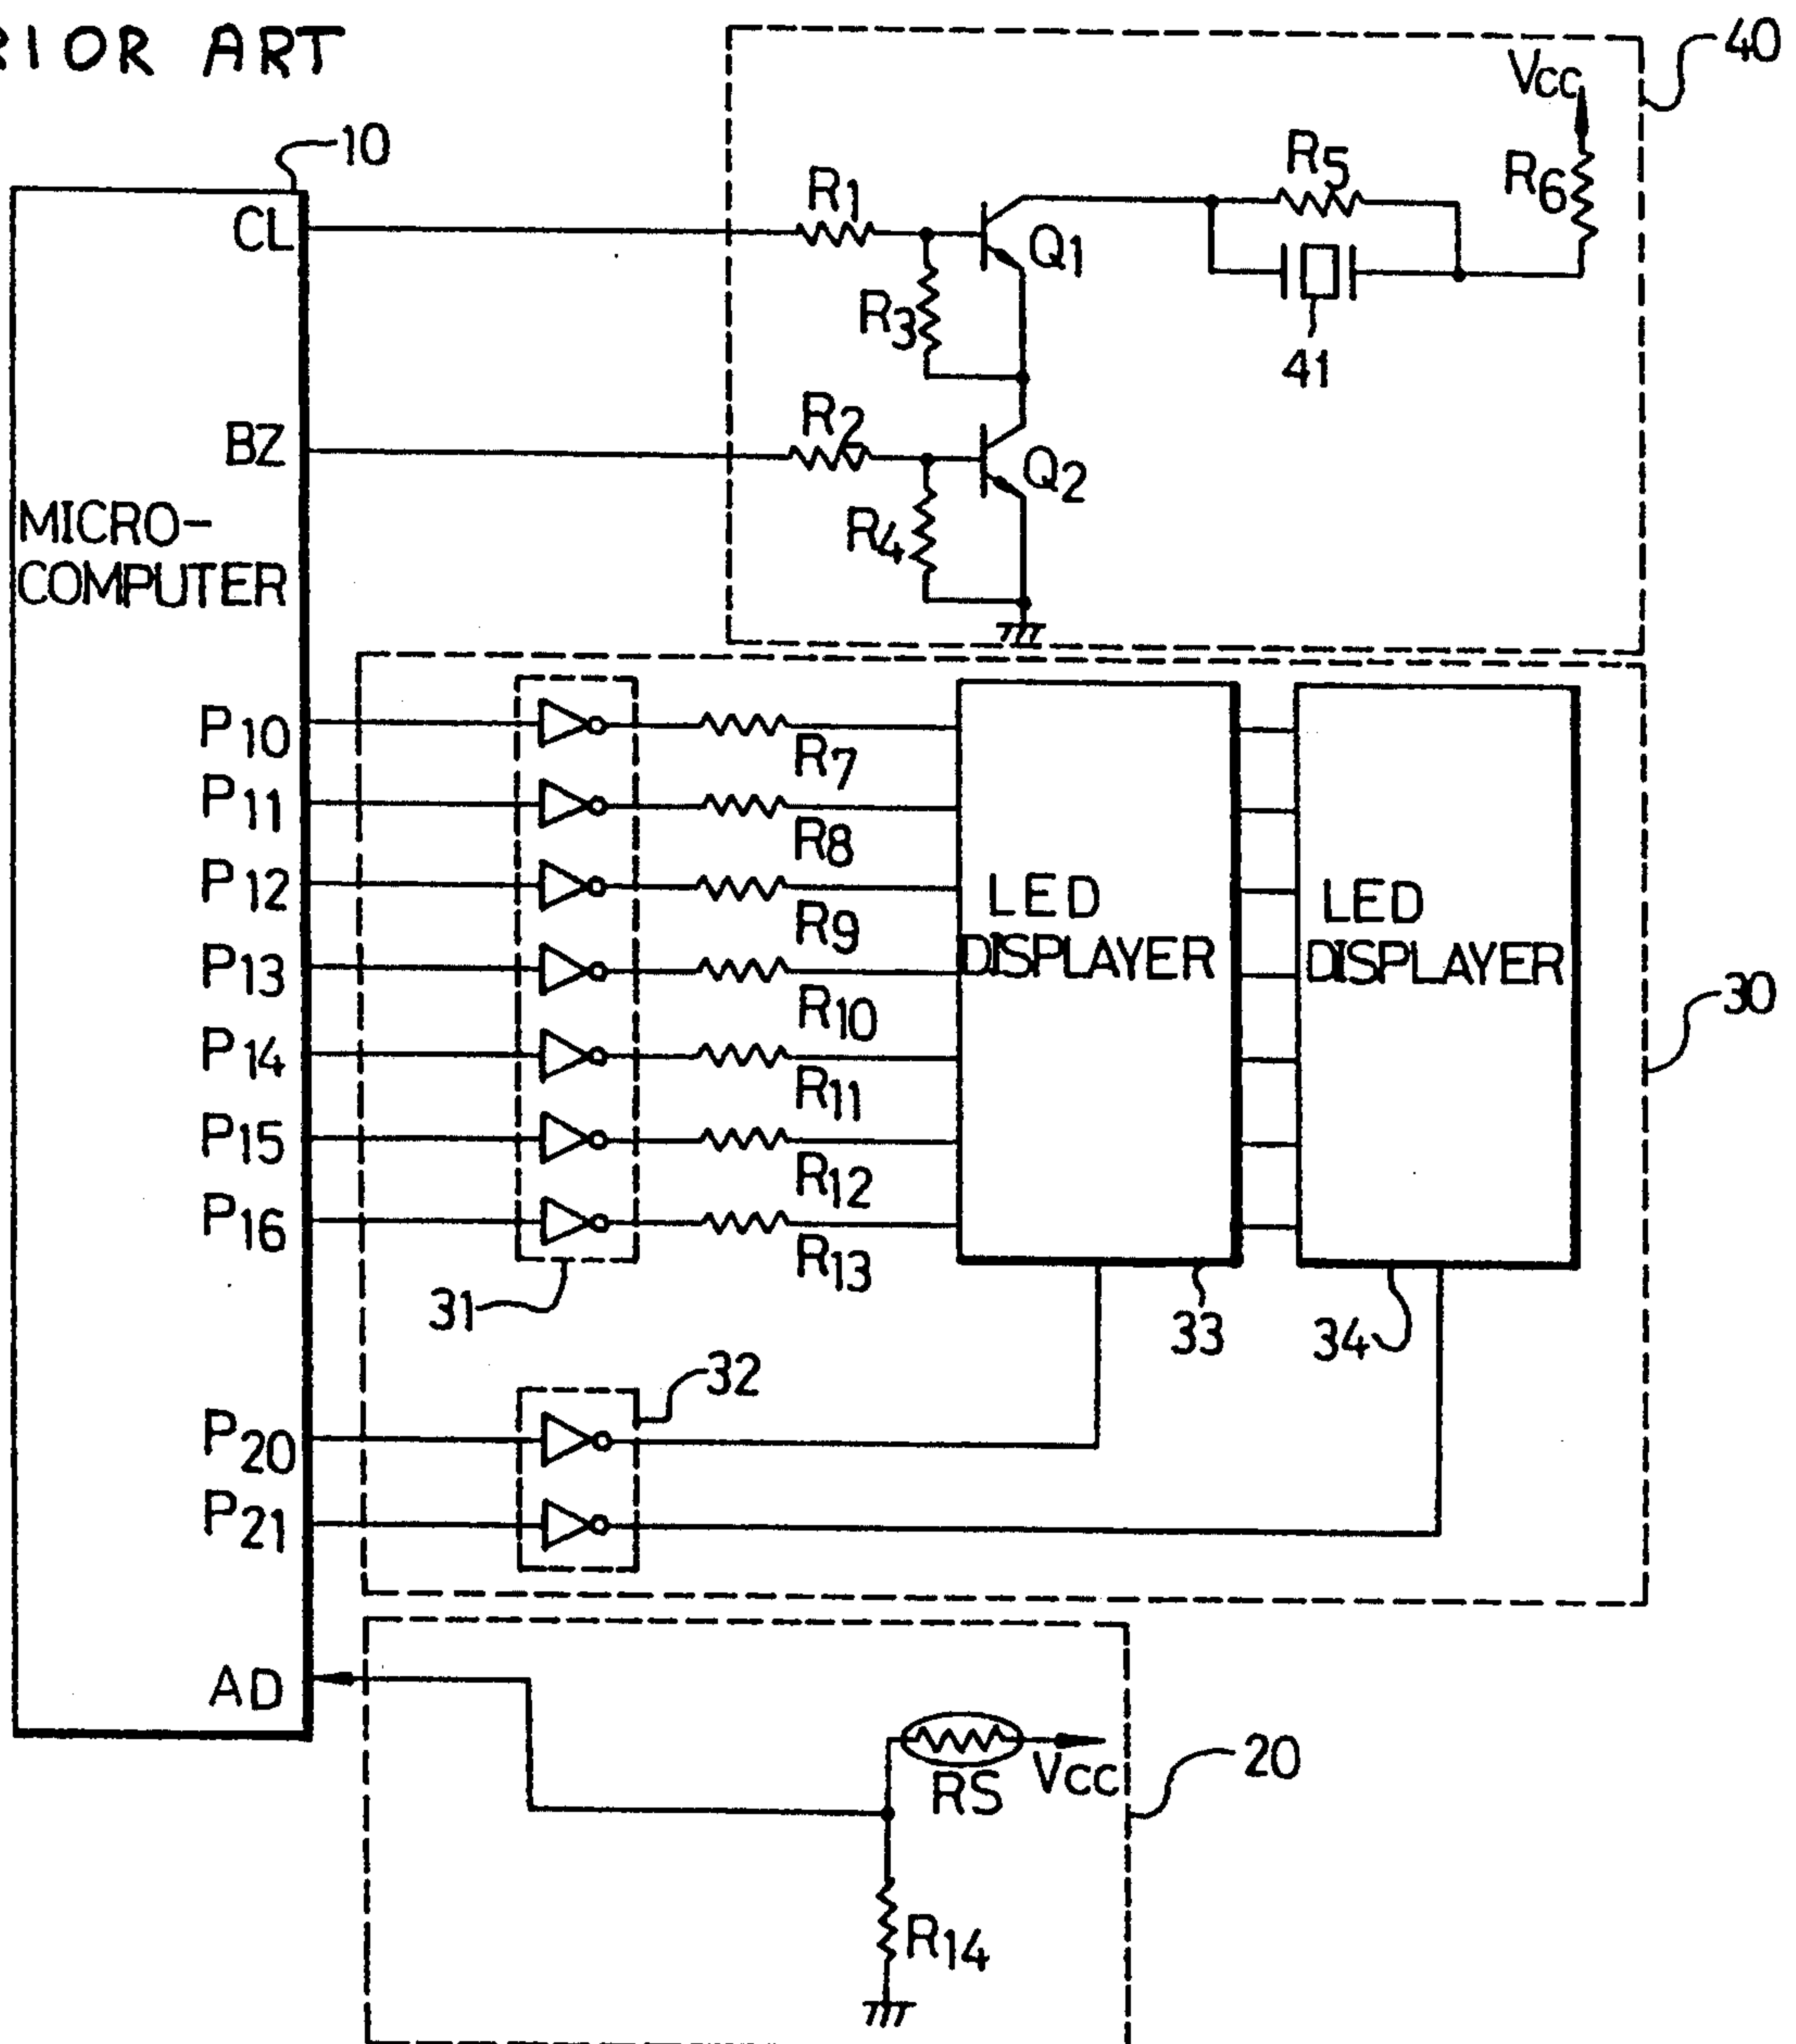 RIOR ART
40
Vcc
10
R5
R6
R1
CL
Q1
R3
41
R2
BZ
Q2
MICRO-
COMPUTER
R4
P10
R7
P11
R8
P12
LED
DISPLAYER
LED
DISPLAYER
R9
P13
30
R10
P14
R11
P15
R12
P16
R13
31
33
34
32
P20
P21
AD
RS
Vcc
20
R14